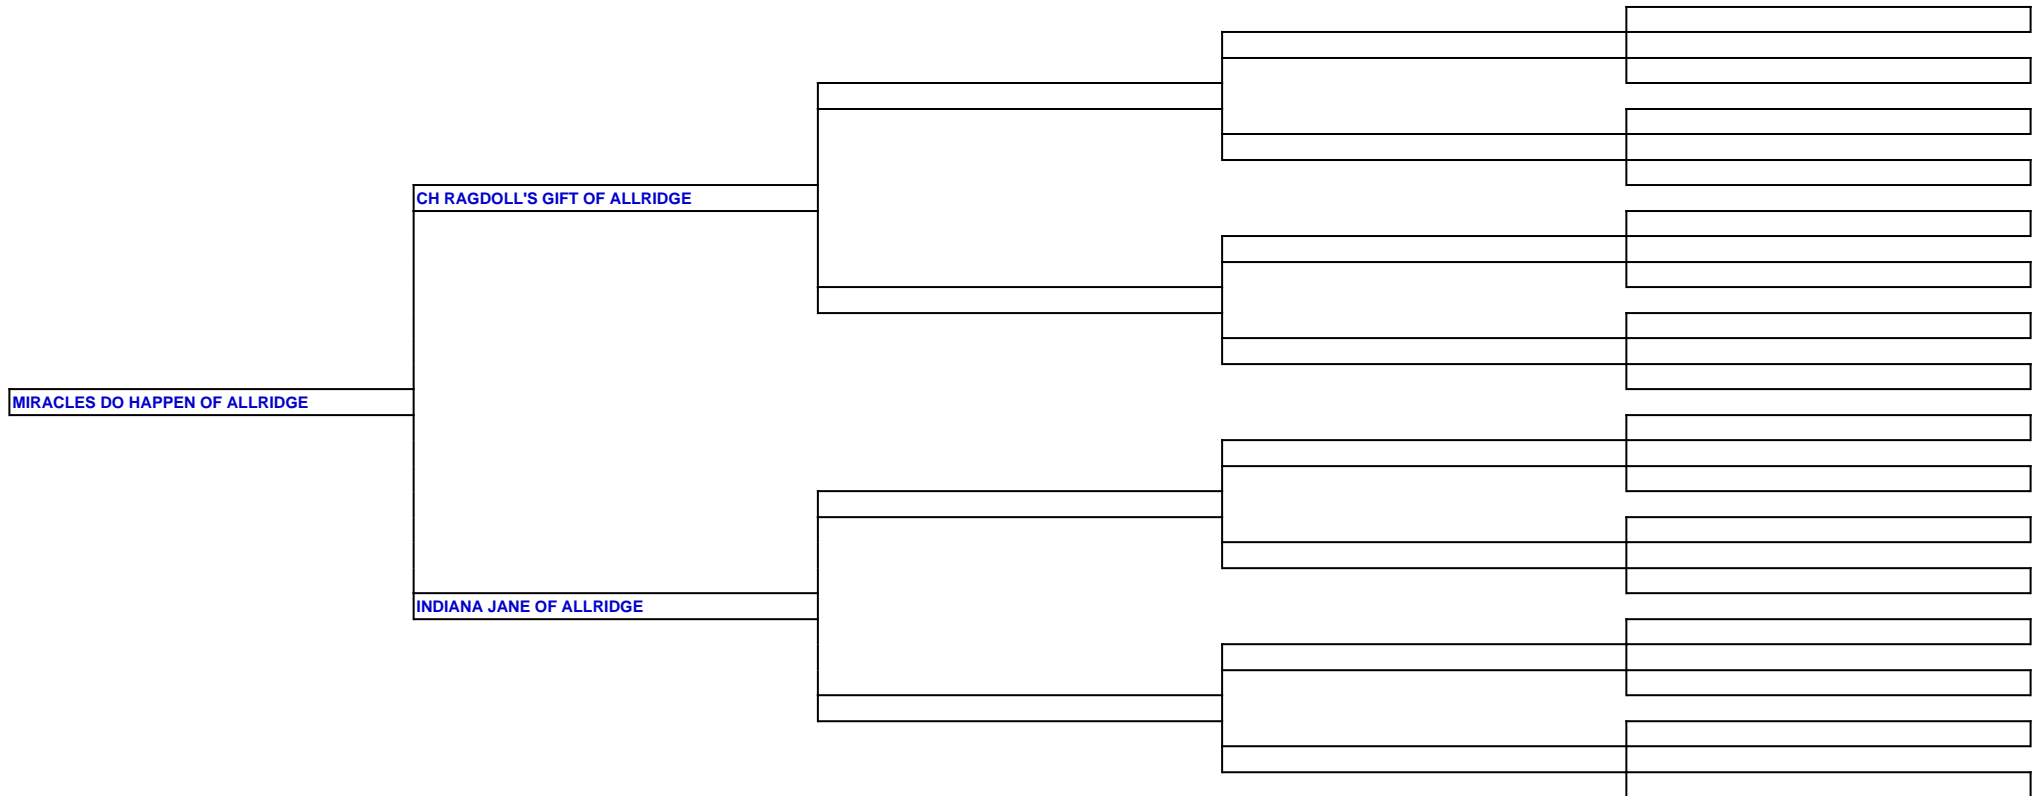 CH RAGDOLL'S GIFT OF ALLRIDGE
MIRACLES DO HAPPEN OF ALLRIDGE
INDIANA JANE OF ALLRIDGE